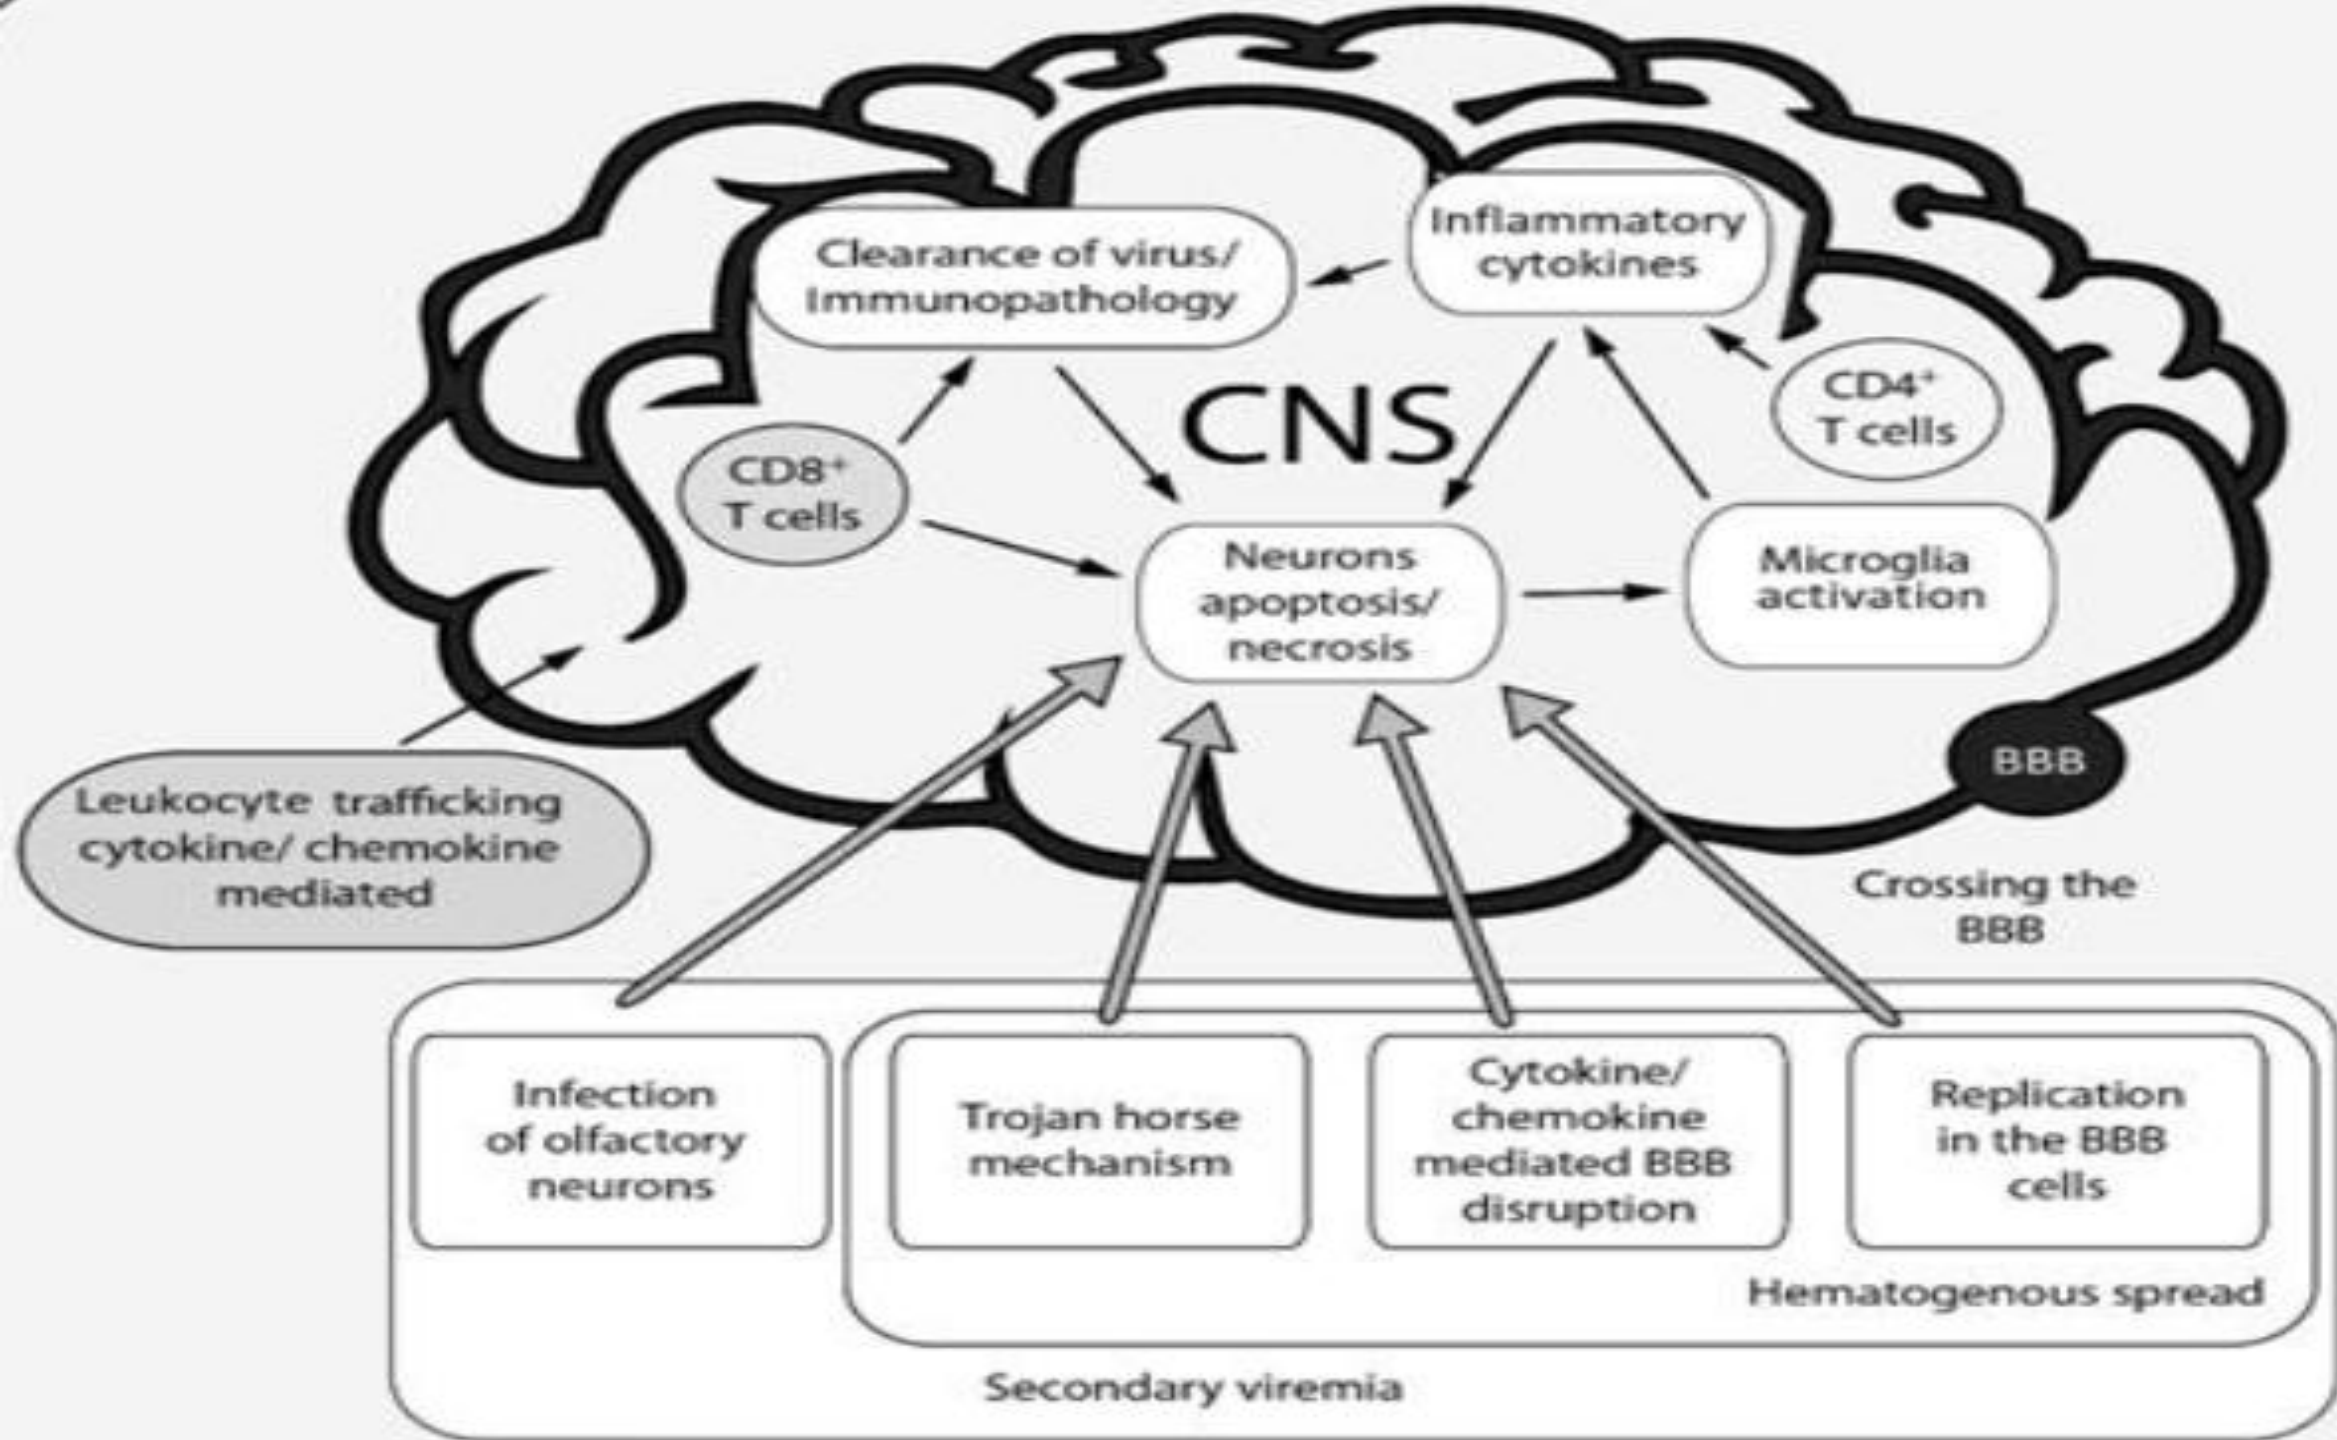 Inflammatory
cytokines
Clearance of virus/
Immunopathology
CNS
CD4⁺
T cells
CD8⁺
T cells
Neurons
apoptosis/
necrosis
Microglia
activation
BBB
Leukocyte trafficking
cytokine/ chemokine
mediated
Crossing the
BBB
Infection
of olfactory
neurons
Trojan horse
mechanism
Cytokine/
chemokine
mediated BBB
disruption
Replication
in the BBB
cells
Hematogenous spread
Secondary viremia